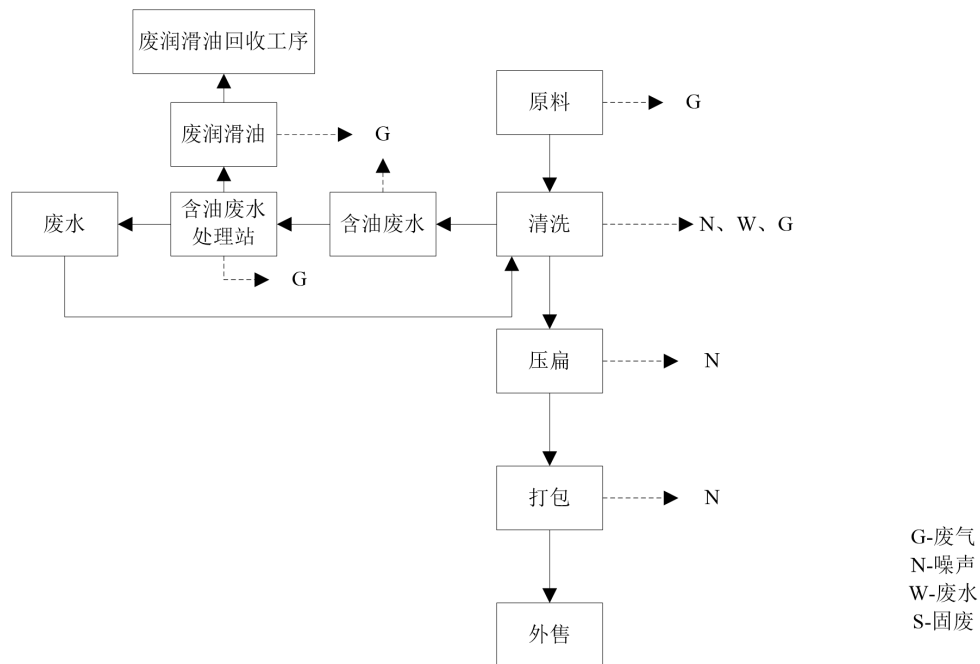 废润滑油回收工序
原料
G
废润滑油
G
废水
含油废水
处理站
含油废水
清洗
N、W、G
G
压扁
N
打包
N
外售
G-废气
N-噪声
W-废水
S-固废